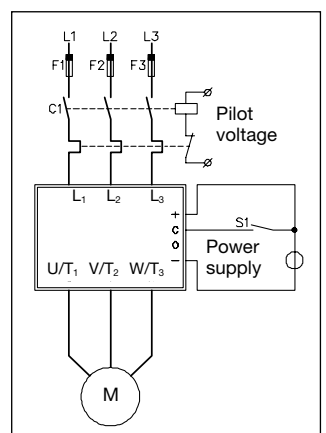 L1 L2 L3
F1 F2 F3
C1
Pilot
voltage
L1 L2 L3
+
C
O
−
S1
Power
supply
U/T1 V/T2 W/T3
M